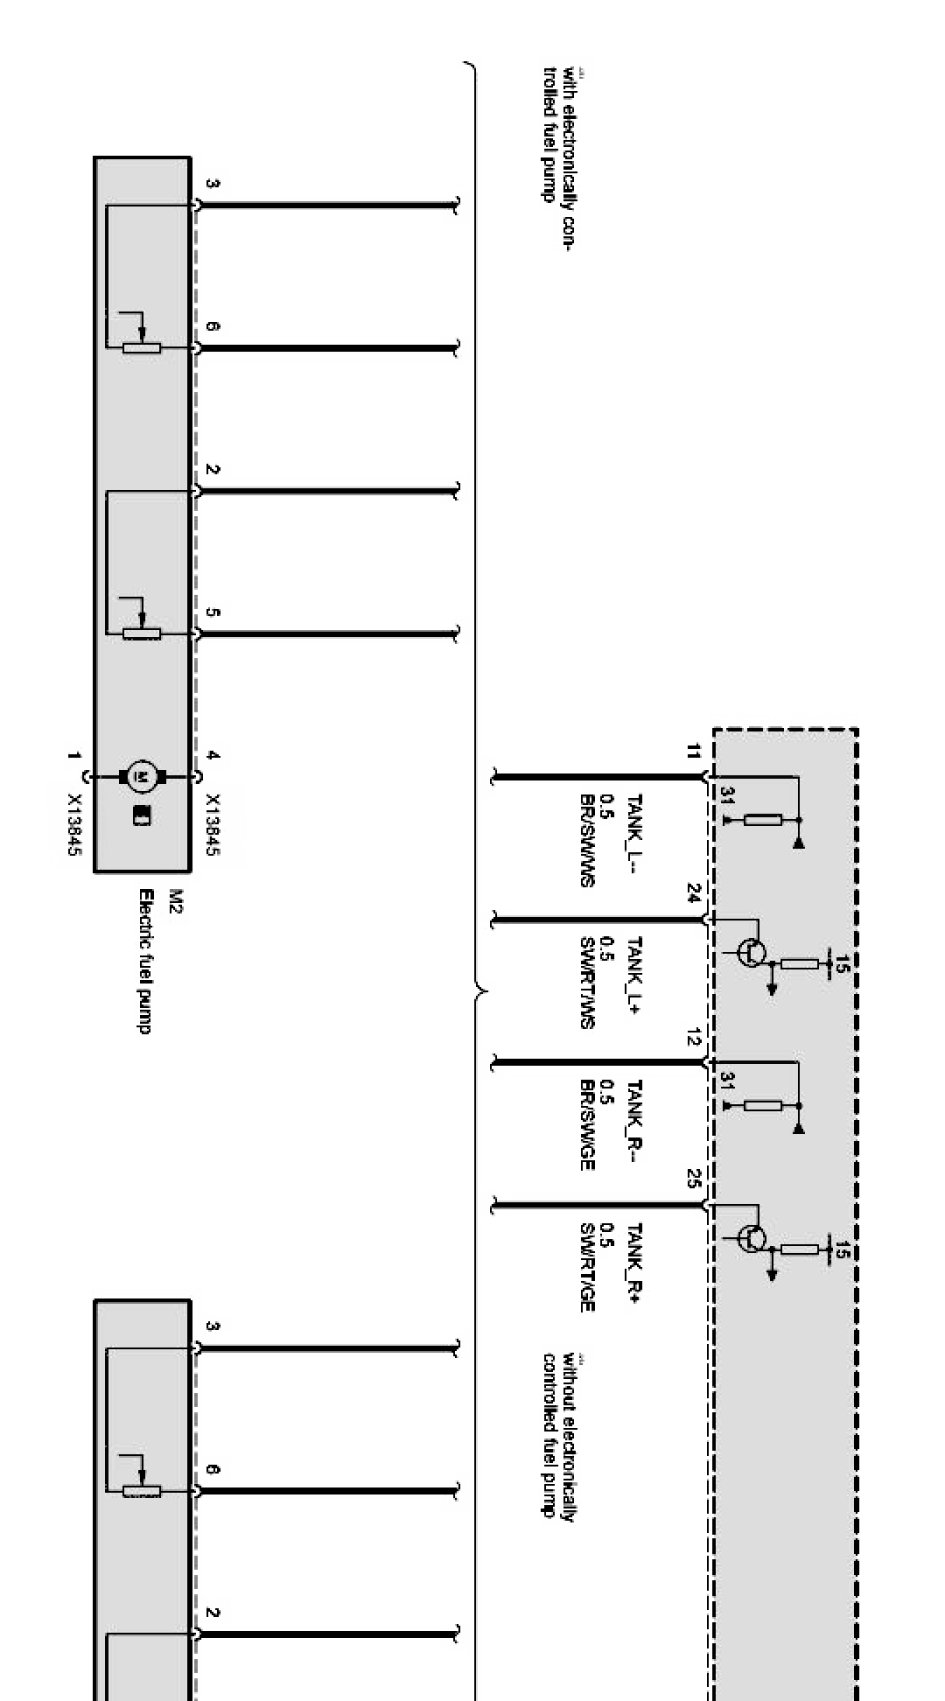 with electronically con-
trolled fuel pump
3
6
2
5
4
X13845
1
X13845
M
M2
Electric fuel pump
11
TANK_L--
0.5
BR/SW/WS
31
24
TANK_L+
0.5
SW/RT/WS
15
12
TANK_R--
0.5
BR/SW/GE
31
25
TANK_R+
0.5
SW/RT/GE
15
without electronically
controlled fuel pump
3
6
2